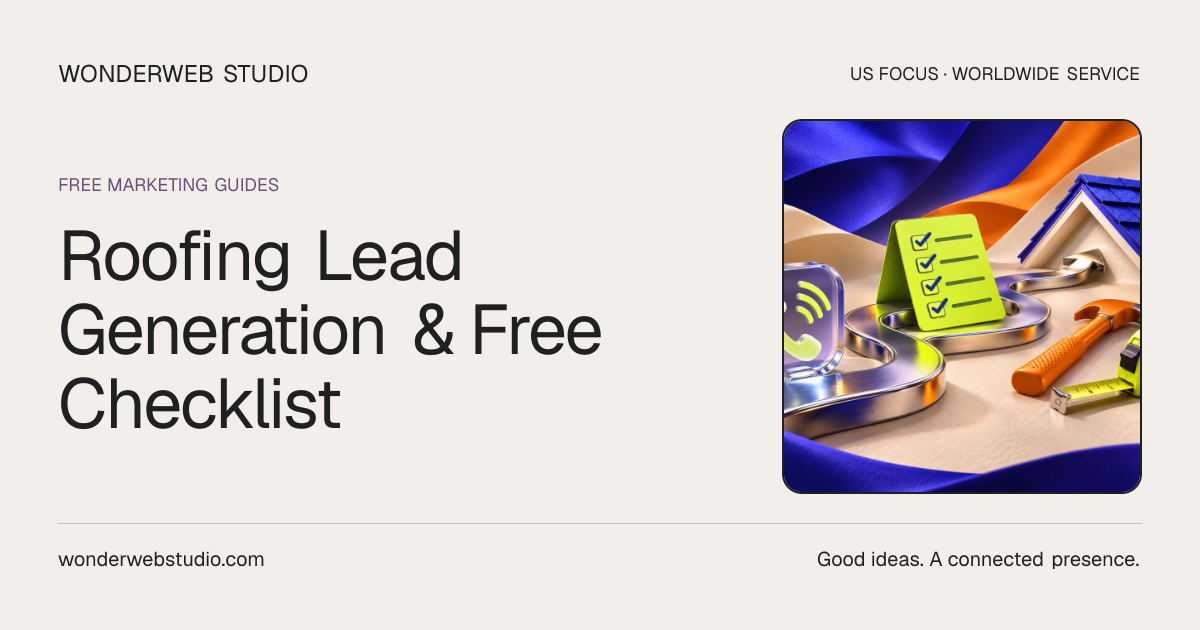 WONDERWEB STUDIO
US FOCUS · WORLDWIDE SERVICE
FREE MARKETING GUIDES
Roofing Lead
Generation & Free
Checklist
wonderwebstudio.com
Good ideas. A connected presence.